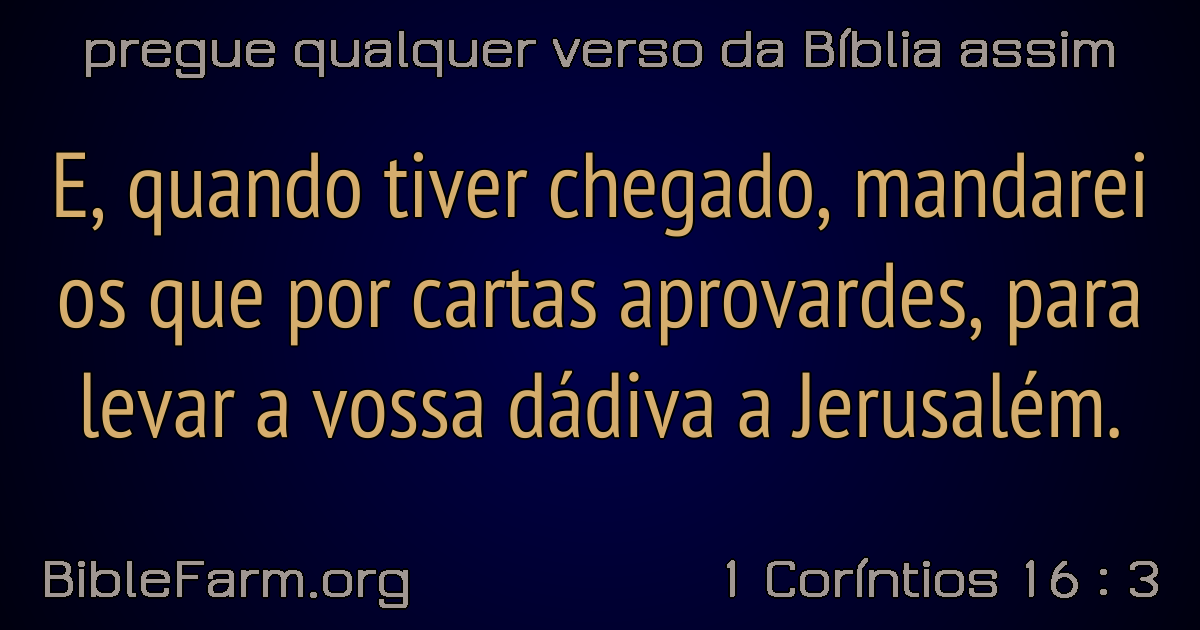 pregue qualquer verso da Bíblia assim
E, quando tiver chegado, mandarei
os que por cartas aprovardes, para
levar a vossa dádiva a Jerusalém.
BibleFarm.org
1 Coríntios 16 : 3